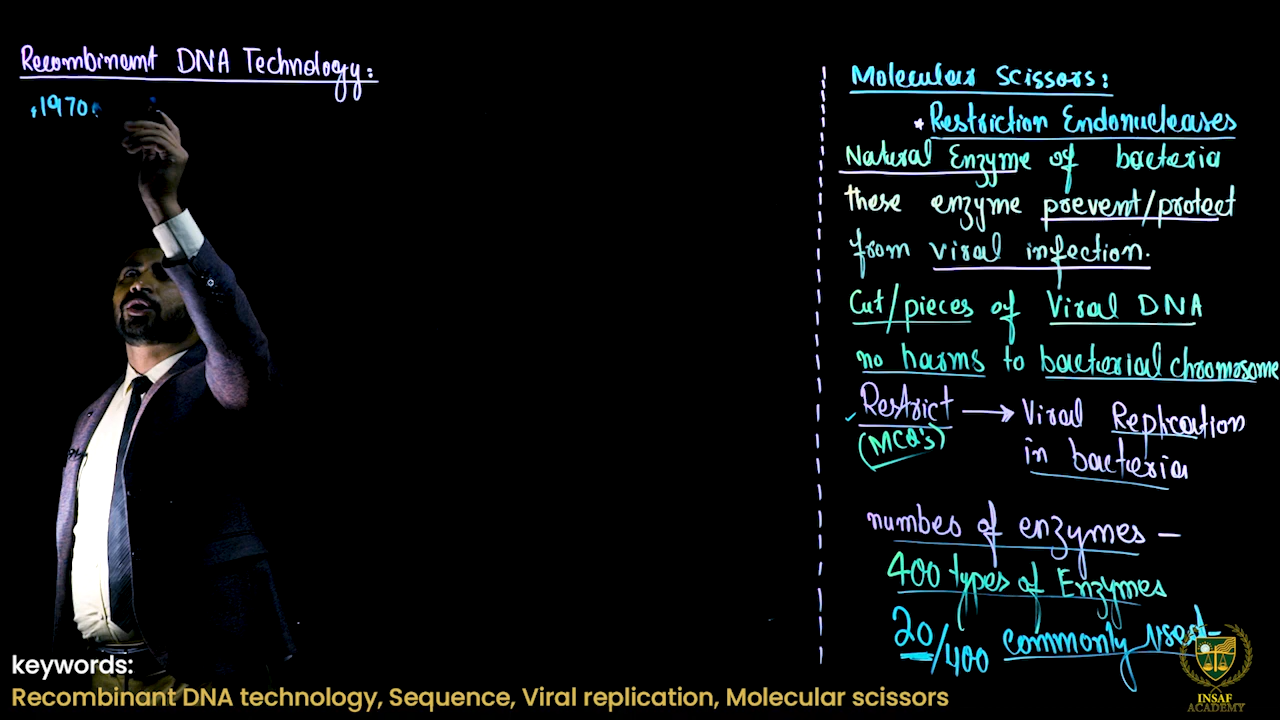 Recombinant DNA Technology:
1970
Molecular Scissors:
* Restriction Endonucleases
Natural Enzyme of bacteria
these enzyme prevent/protect
from viral infection.
Cut/pieces of Viral DNA
no harms to bacterial chromosome
Restrict → Viral Replication
(MCQ's) in bacteria
number of enzymes –
400 types of Enzymes
20/400 commonly used
keywords:
Recombinant DNA technology, Sequence, Viral replication, Molecular scissors
INSAF
ACADEMY